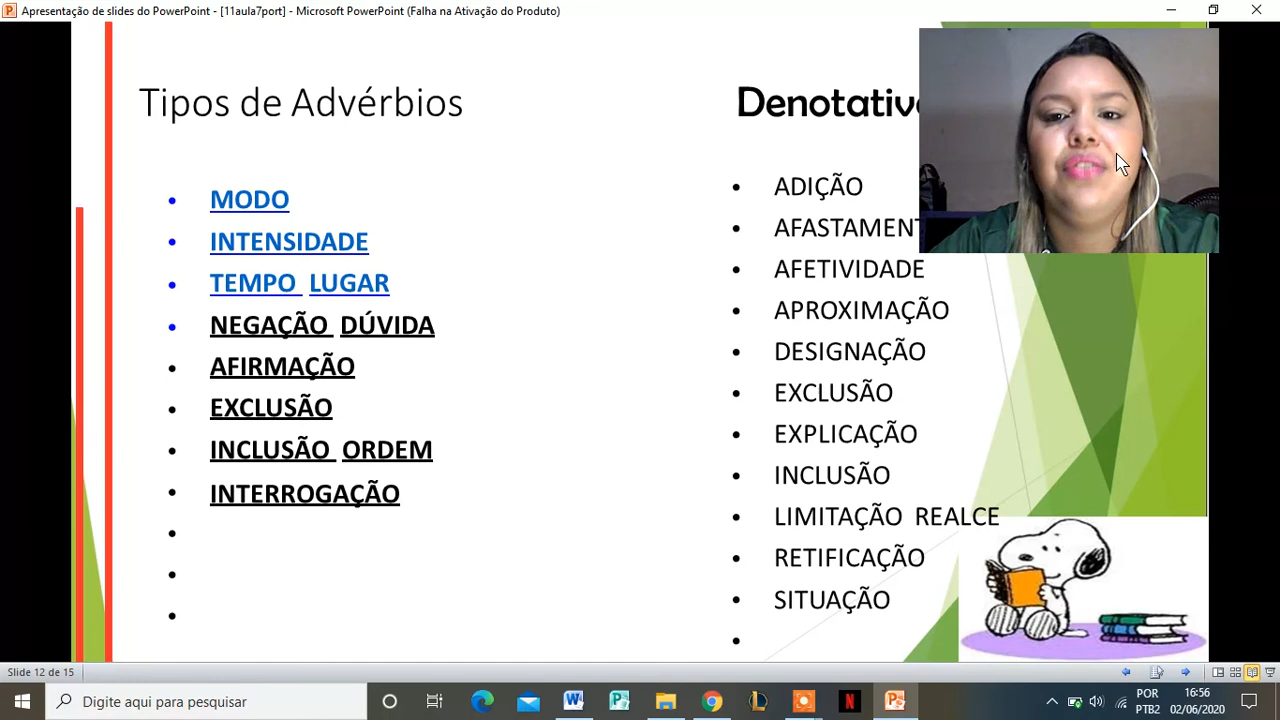 Apresentação de slides do PowerPoint - [11aula7port] - Microsoft PowerPoint (Falha na Ativação do Produto)
Tipos de Advérbios
MODO
INTENSIDADE
TEMPO LUGAR
NEGAÇÃO DÚVIDA
AFIRMAÇÃO
EXCLUSÃO
INCLUSÃO ORDEM
INTERROGAÇÃO
Denotativ
ADIÇÃO
AFASTAMENT
AFETIVIDADE
APROXIMAÇÃO
DESIGNAÇÃO
EXCLUSÃO
EXPLICAÇÃO
INCLUSÃO
LIMITAÇÃO REALCE
RETIFICAÇÃO
SITUAÇÃO
Slide 12 de 15
Digite aqui para pesquisar
POR
PTB2
16:56
02/06/2020